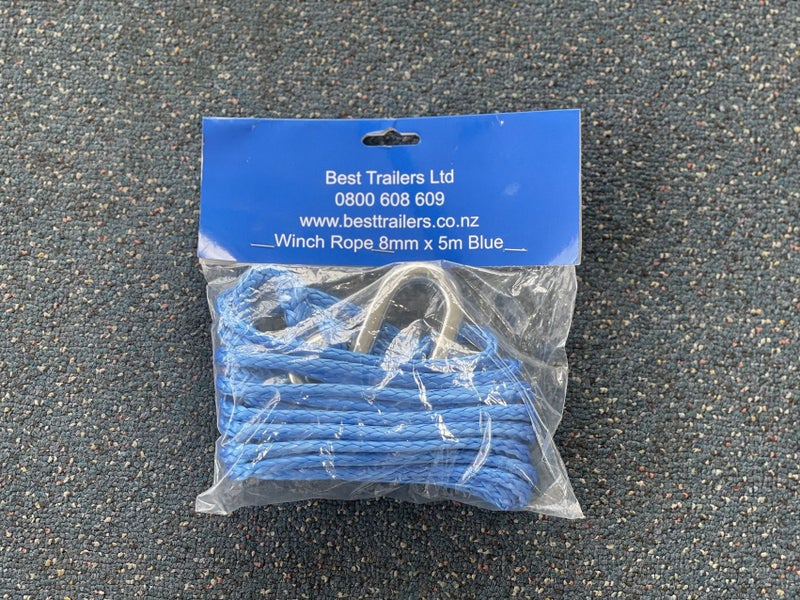 Best Trailers Ltd
0800 608 609
www.besttrailers.co.nz
Winch Rope 8mm x 5m Blue